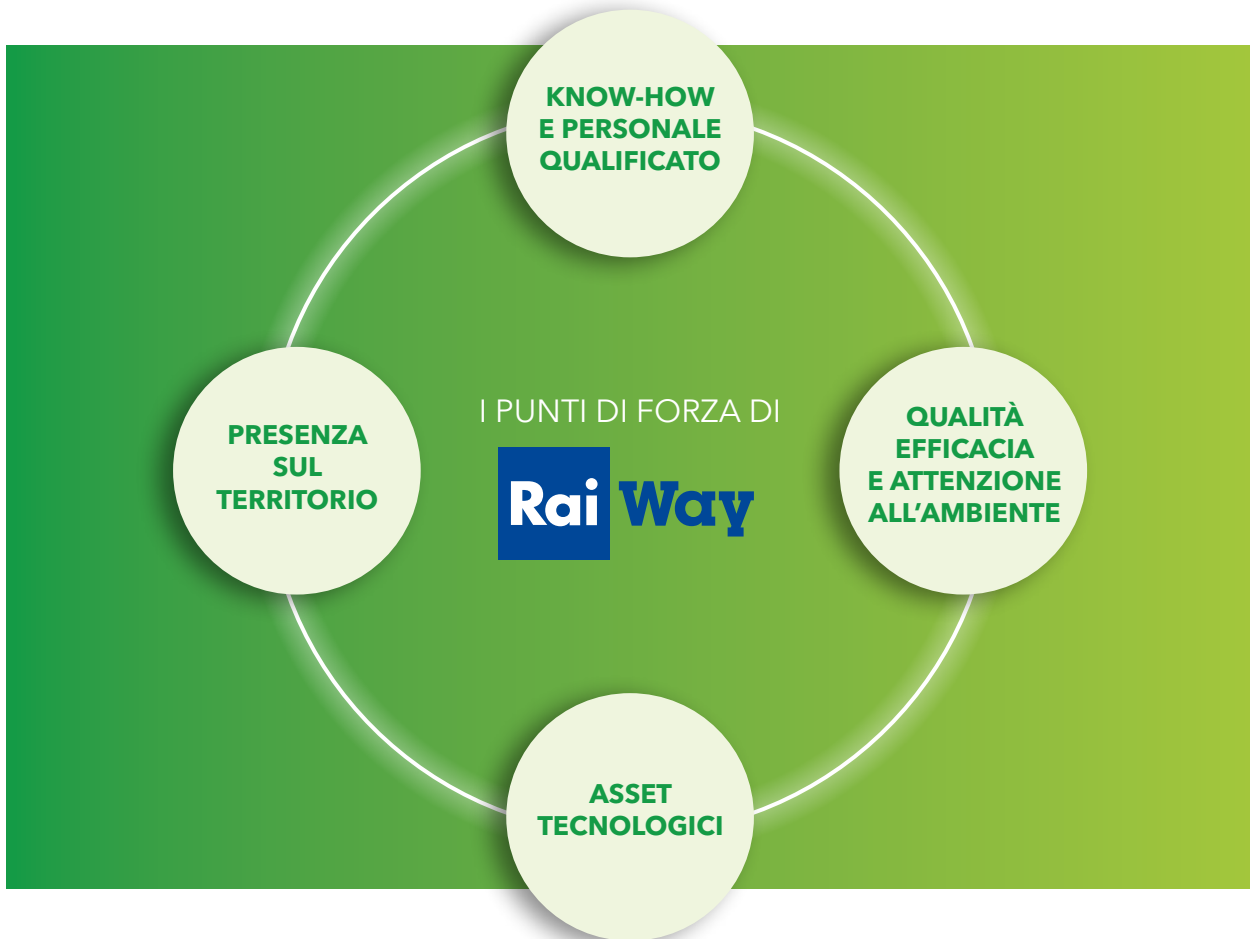 KNOW-HOW
E PERSONALE
QUALIFICATO
PRESENZA
SUL
TERRITORIO
I PUNTI DI FORZA DI
Rai Way
QUALITÀ
EFFICACIA
E ATTENZIONE
ALL’AMBIENTE
ASSET
TECNOLOGICI